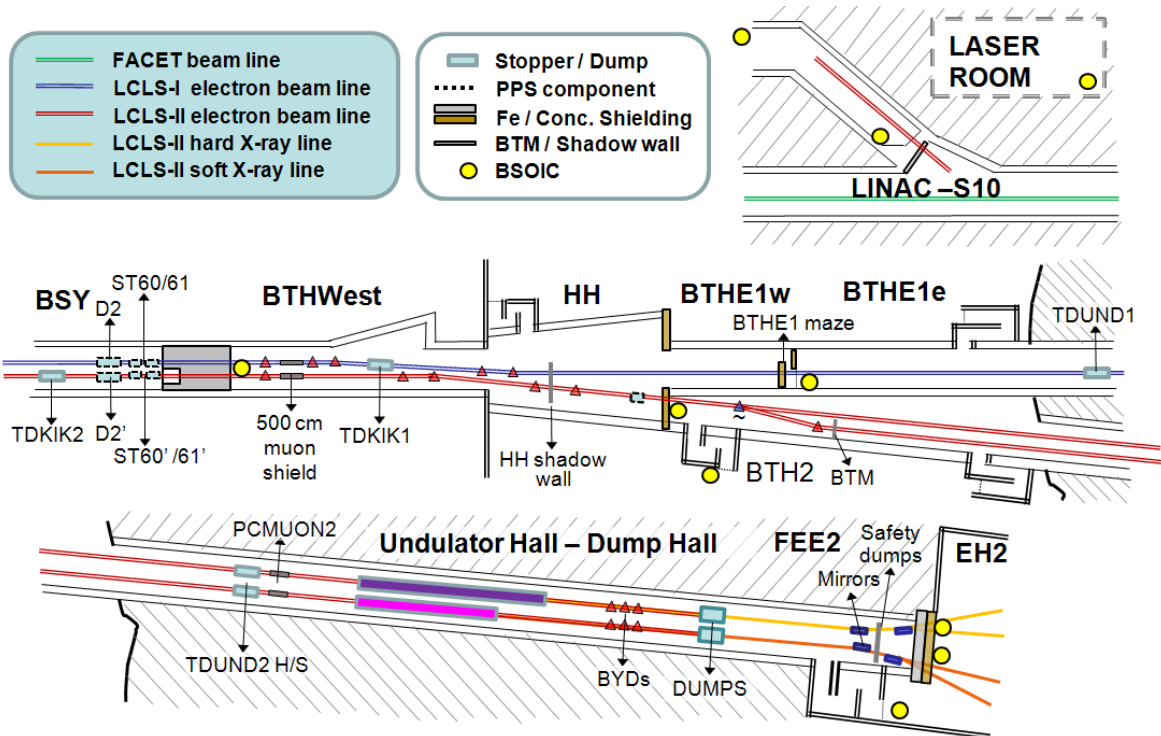 FACET beam line
LCLS-I electron beam line
LCLS-II electron beam line
LCLS-II hard X-ray line
LCLS-II soft X-ray line
Stopper / Dump
PPS component
Fe / Conc. Shielding
BTM / Shadow wall
BSOIC
LASER
ROOM
LINAC –S10
BSY
ST60/61
D2
BTHWest
HH
BTHE1w
BTHE1e
BTHE1 maze
TDUND1
TDKIK2
D2’
ST60’ /61’
500 cm
muon
shield
TDKIK1
HH shadow
wall
~
BTH2
BTM
PCMUON2
Undulator Hall – Dump Hall
FEE2
Safety
dumps
Mirrors
EH2
TDUND2 H/S
BYDs
DUMPS